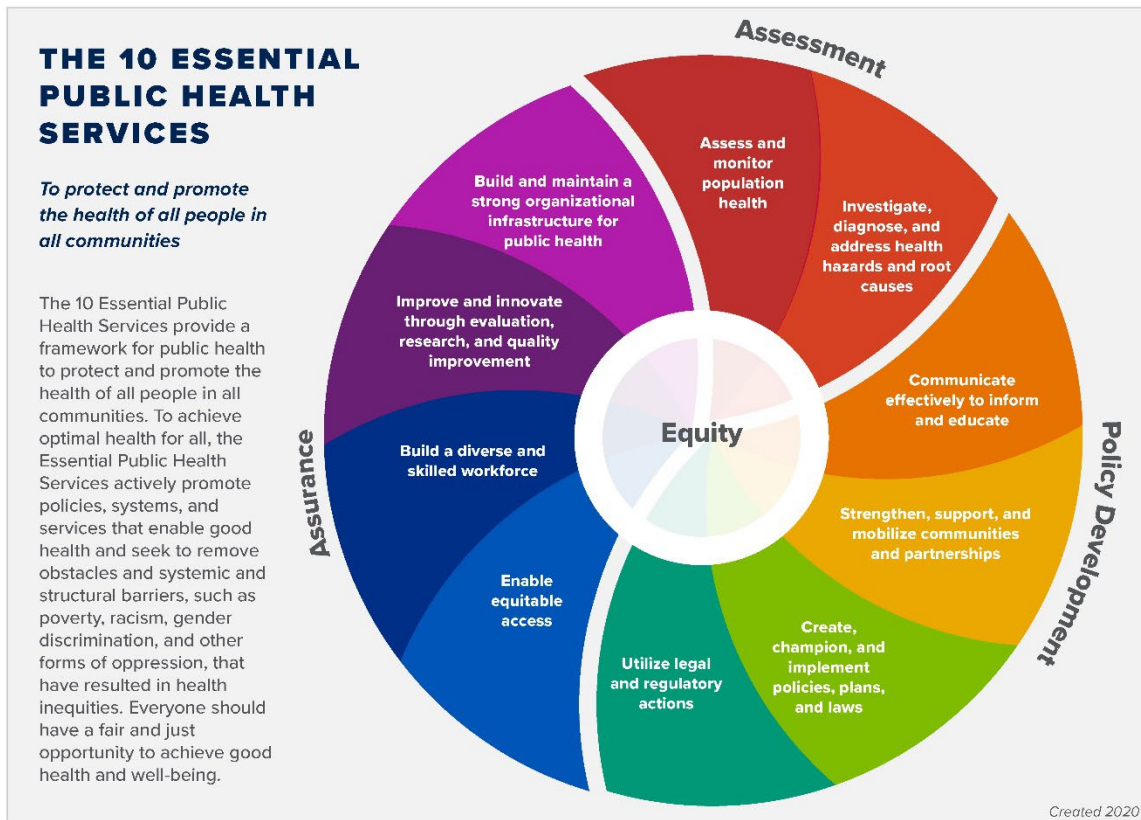 THE 10 ESSENTIAL
PUBLIC HEALTH
SERVICES
To protect and promote
the health of all people in
all communities
The 10 Essential Public
Health Services provide a
framework for public health
to protect and promote the
health of all people in all
communities. To achieve
optimal health for all, the
Essential Public Health
Services actively promote
policies, systems, and
services that enable good
health and seek to remove
obstacles and systemic and
structural barriers, such as
poverty, racism, gender
discrimination, and other
forms of oppression, that
have resulted in health
inequities. Everyone should
have a fair and just
opportunity to achieve good
health and well-being.
Assessment
Assess and
monitor
population
health
Investigate,
diagnose, and
address health
hazards and root
causes
Policy Development
Communicate
effectively to inform
and educate
Strengthen, support, and
mobilize communities
and partnerships
Create,
champion, and
implement
policies, plans,
and laws
Utilize legal
and regulatory
actions
Assurance
Enable
equitable
access
Build a diverse and
skilled workforce
Improve and innovate
through evaluation,
research, and quality
improvement
Build and maintain a
strong organizational
infrastructure for
public health
Equity
Created 2020